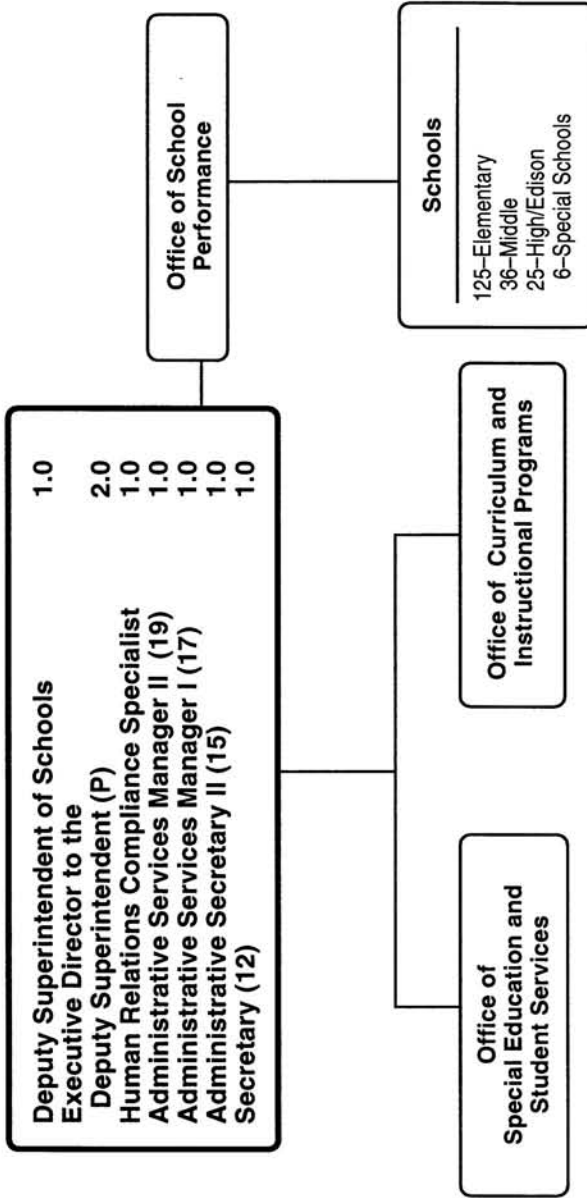 Deputy Superintendent of Schools 1.0
Executive Director to the
Deputy Superintendent (P) 2.0
Human Relations Compliance Specialist 1.0
Administrative Services Manager II (19) 1.0
Administrative Services Manager I (17) 1.0
Administrative Secretary II (15) 1.0
Secretary (12) 1.0
Office of School
Performance
Schools
125–Elementary
36–Middle
25–High/Edison
6–Special Schools
Office of
Special Education and
Student Services
Office of Curriculum and
Instructional Programs